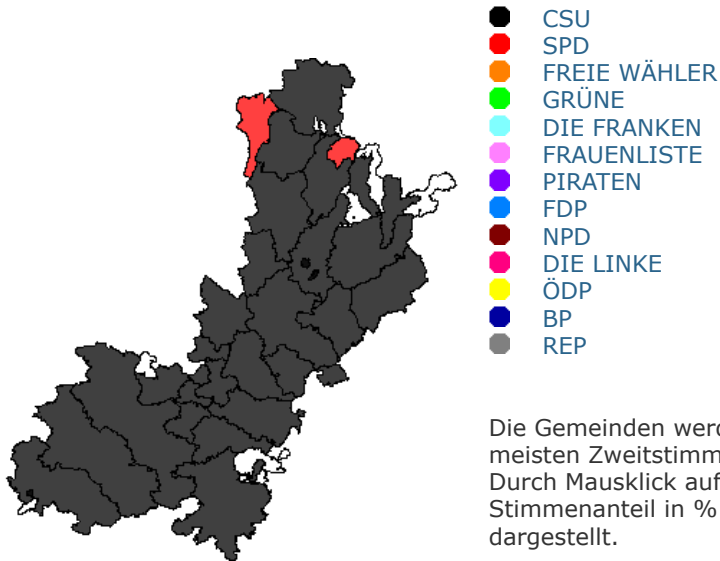 CSU
SPD
FREIE WÄHLER
GRÜNE
DIE FRANKEN
FRAUENLISTE
PIRATEN
FDP
NPD
DIE LINKE
ÖDP
BP
REP
Die Gemeinden werd
meisten Zweitstimm
Durch Mausklick auf
Stimmenanteil in %
dargestellt.